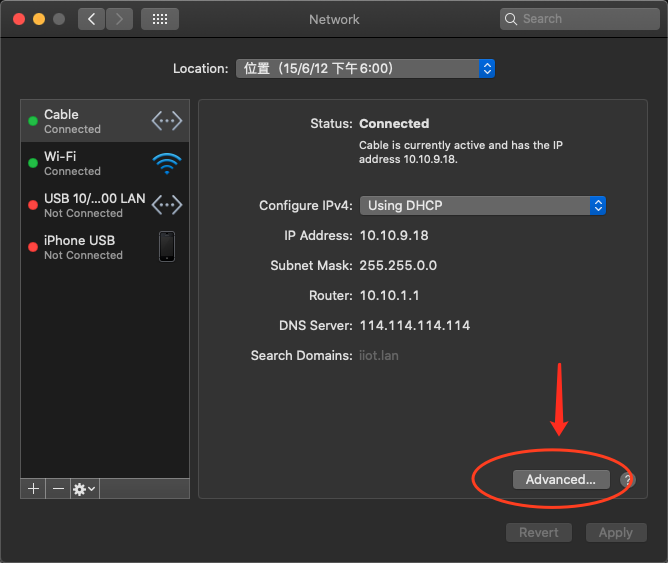 Network
Search
Location: 位置（15/6/12 下午6:00）
Cable
Connected
Wi-Fi
Connected
USB 10/...00 LAN
Not Connected
iPhone USB
Not Connected
Status: Connected
Cable is currently active and has the IP
address 10.10.9.18.
Configure IPv4: Using DHCP
IP Address: 10.10.9.18
Subnet Mask: 255.255.0.0
Router: 10.10.1.1
DNS Server: 114.114.114.114
Search Domains: iiot.lan
Advanced... ?
Revert Apply